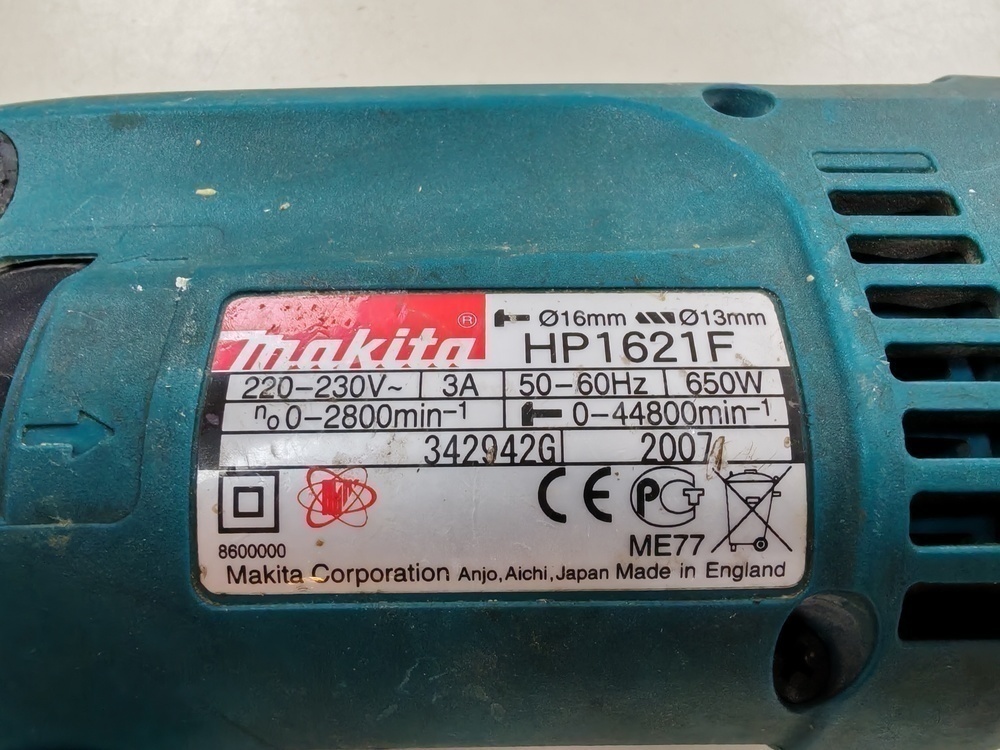 makita ® Ø16mm Ø13mm
HP1621F
220-230V~ 3A 50-60Hz 650W
n₀ 0-2800min⁻¹ 0-44800min⁻¹
342942G 2007
CE PCT
ME77
8600000
Makita Corporation Anjo,Aichi,Japan Made in England